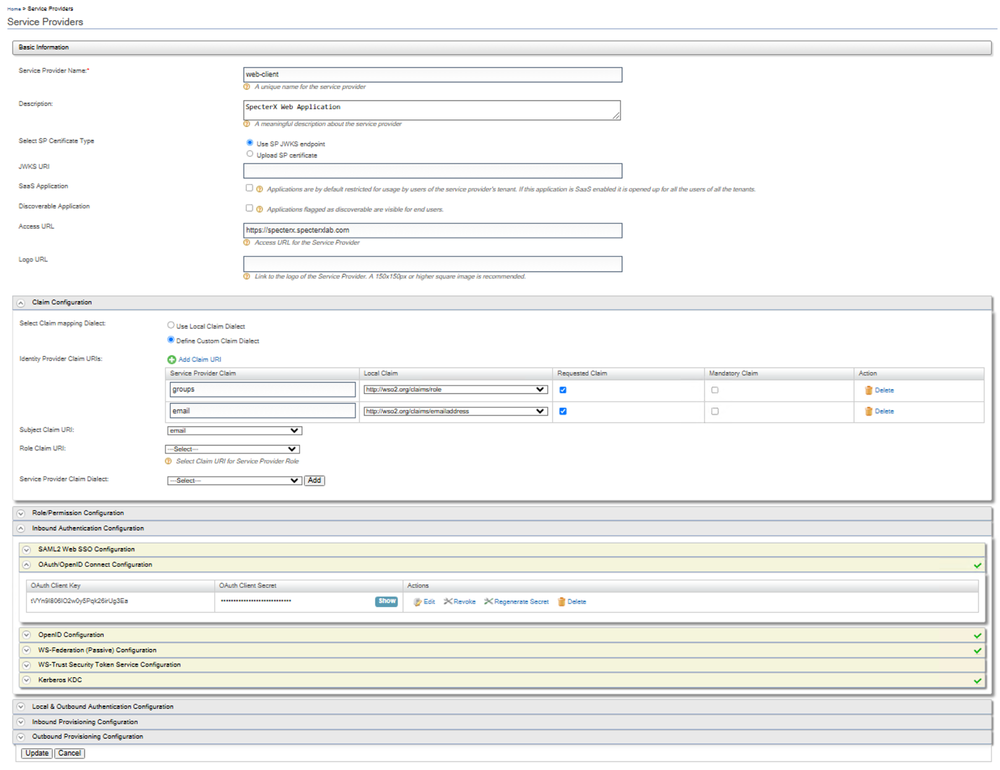 Home > Service Providers
Service Providers
Basic Information
Service Provider Name:*
web-client
A unique name for the service provider
Description:
SpecterX Web Application
A meaningful description about the service provider
Select SP Certificate Type
Use SP JWKS endpoint
Upload SP certificate
JWKS URI
SaaS Application
Applications are by default restricted for usage by users of the service provider's tenant. If this application is SaaS enabled it is opened up for all the users of all the tenants.
Discoverable Application
Applications flagged as discoverable are visible for end users.
Access URL
https://specterx.specterxlab.com
Access URL for the Service Provider
Logo URL
Link to the logo of the Service Provider. A 150x150px or higher square image is recommended.
Claim Configuration
Select Claim mapping Dialect:
Use Local Claim Dialect
Define Custom Claim Dialect
Identity Provider Claim URIs:
Add Claim URI
Service Provider Claim Local Claim Requested Claim Mandatory Claim Action
groups http://wso2.org/claims/role Delete
email http://wso2.org/claims/emailaddress Delete
Subject Claim URI: email
Role Claim URI: ---Select---
Select Claim URI for Service Provider Role
Service Provider Claim Dialect: ---Select--- Add
Role/Permission Configuration
Inbound Authentication Configuration
SAML2 Web SSO Configuration
OAuth/OpenID Connect Configuration
OAuth Client Key OAuth Client Secret Actions
Show Edit Revoke Regenerate Secret Delete
OpenID Configuration
WS-Federation (Passive) Configuration
WS-Trust Security Token Service Configuration
Kerberos KDC
Local & Outbound Authentication Configuration
Inbound Provisioning Configuration
Outbound Provisioning Configuration
Update Cancel